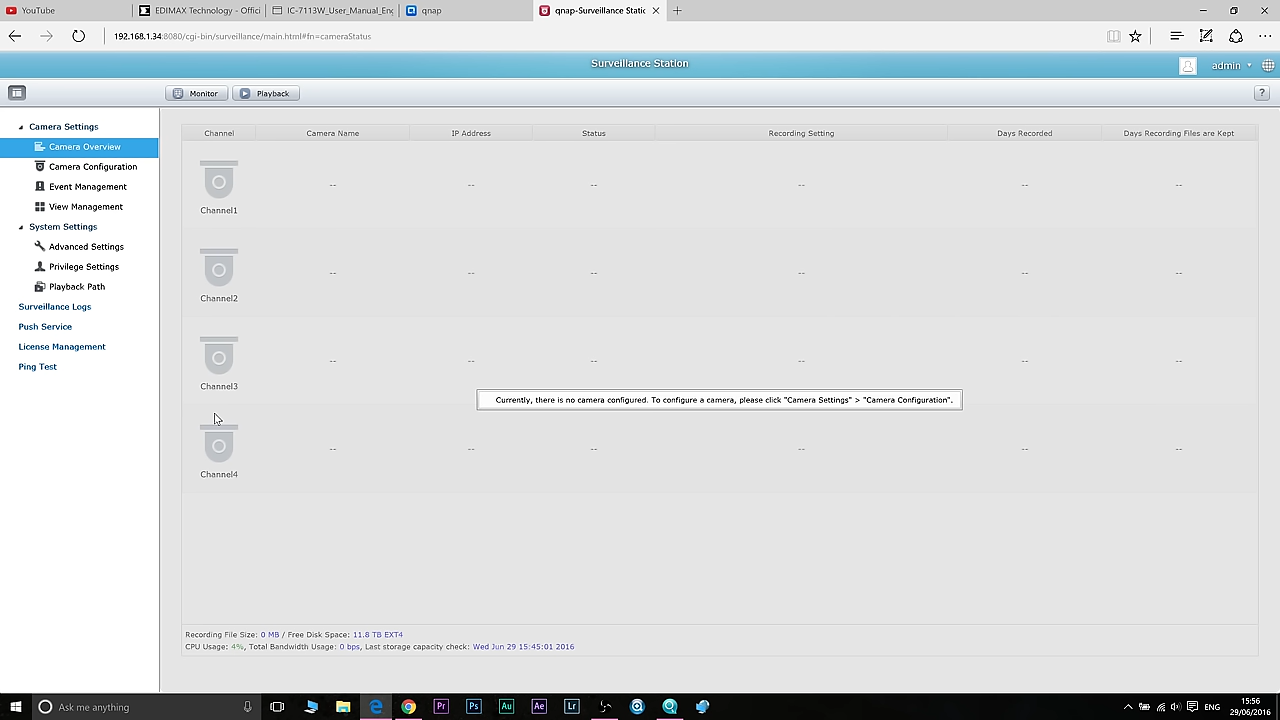 YouTube
EDIMAX Technology - Offici
IC-7113W_User_Manual_Eng
qnap
qnap-Surveillance Static
192.168.1.34:8080/cgi-bin/surveillance/main.html#fn=cameraStatus
Surveillance Station
admin
Monitor
Playback
?
Camera Settings
Camera Overview
Camera Configuration
Event Management
View Management
System Settings
Advanced Settings
Privilege Settings
Playback Path
Surveillance Logs
Push Service
License Management
Ping Test
Channel Camera Name IP Address Status Recording Setting Days Recorded Days Recording Files are Kept
-- -- -- -- -- --
Channel1
-- -- -- -- -- --
Channel2
-- -- -- -- -- --
Channel3
Currently, there is no camera configured. To configure a camera, please click "Camera Settings" > "Camera Configuration".
-- -- -- -- -- --
Channel4
Recording File Size: 0 MB / Free Disk Space: 11.8 TB EXT4
CPU Usage: 4%, Total Bandwidth Usage: 0 bps, Last storage capacity check: Wed Jun 29 15:45:01 2016
Ask me anything
Pr
Ps
Au
Ae
Lr
ENG
15:56
29/06/2016